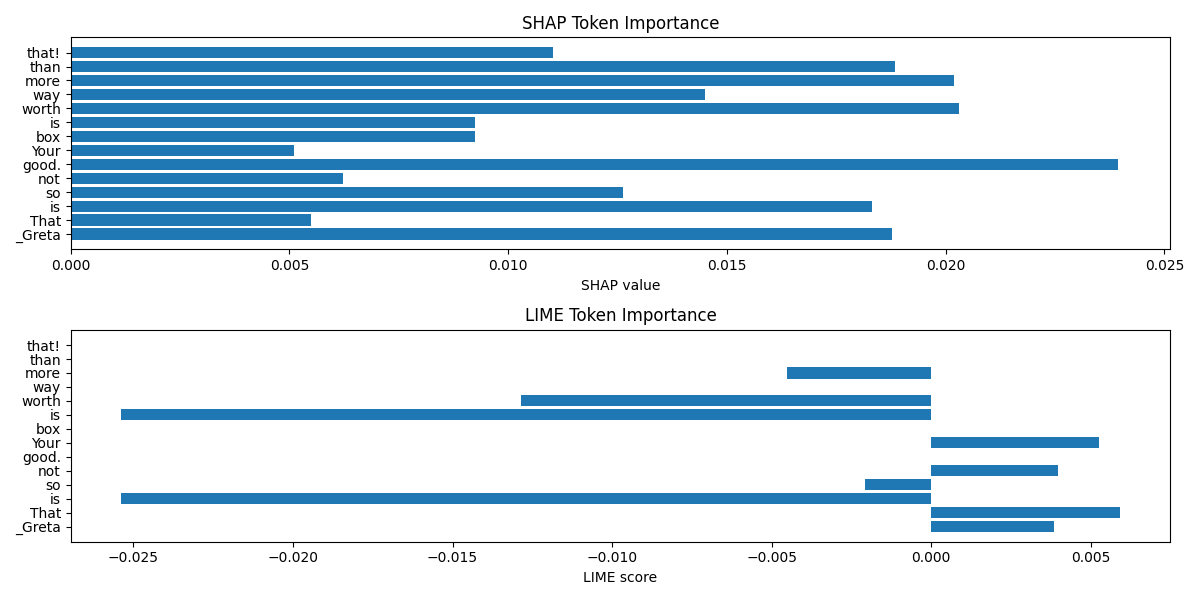 SHAP Token Importance
that!
than
more
way
worth
is
box
Your
good.
not
so
is
That
_Greta
0.000 0.005 0.010 0.015 0.020 0.025
SHAP value
LIME Token Importance
that!
than
more
way
worth
is
box
Your
good.
not
so
is
That
_Greta
−0.025 −0.020 −0.015 −0.010 −0.005 0.000 0.005
LIME score